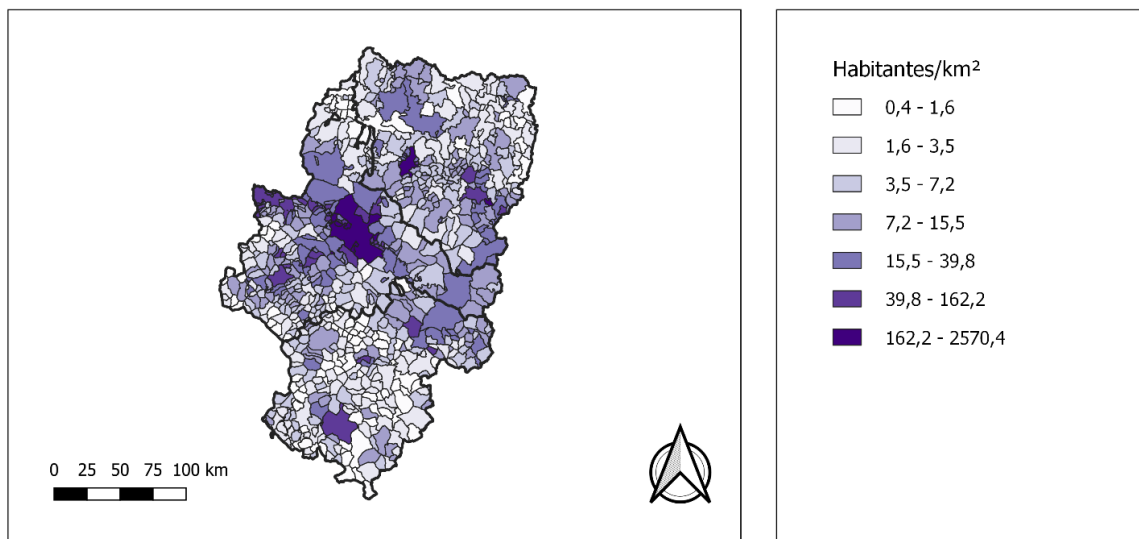 Habitantes/km²
0,4 - 1,6
1,6 - 3,5
3,5 - 7,2
7,2 - 15,5
15,5 - 39,8
39,8 - 162,2
162,2 - 2570,4
0 25 50 75 100 km